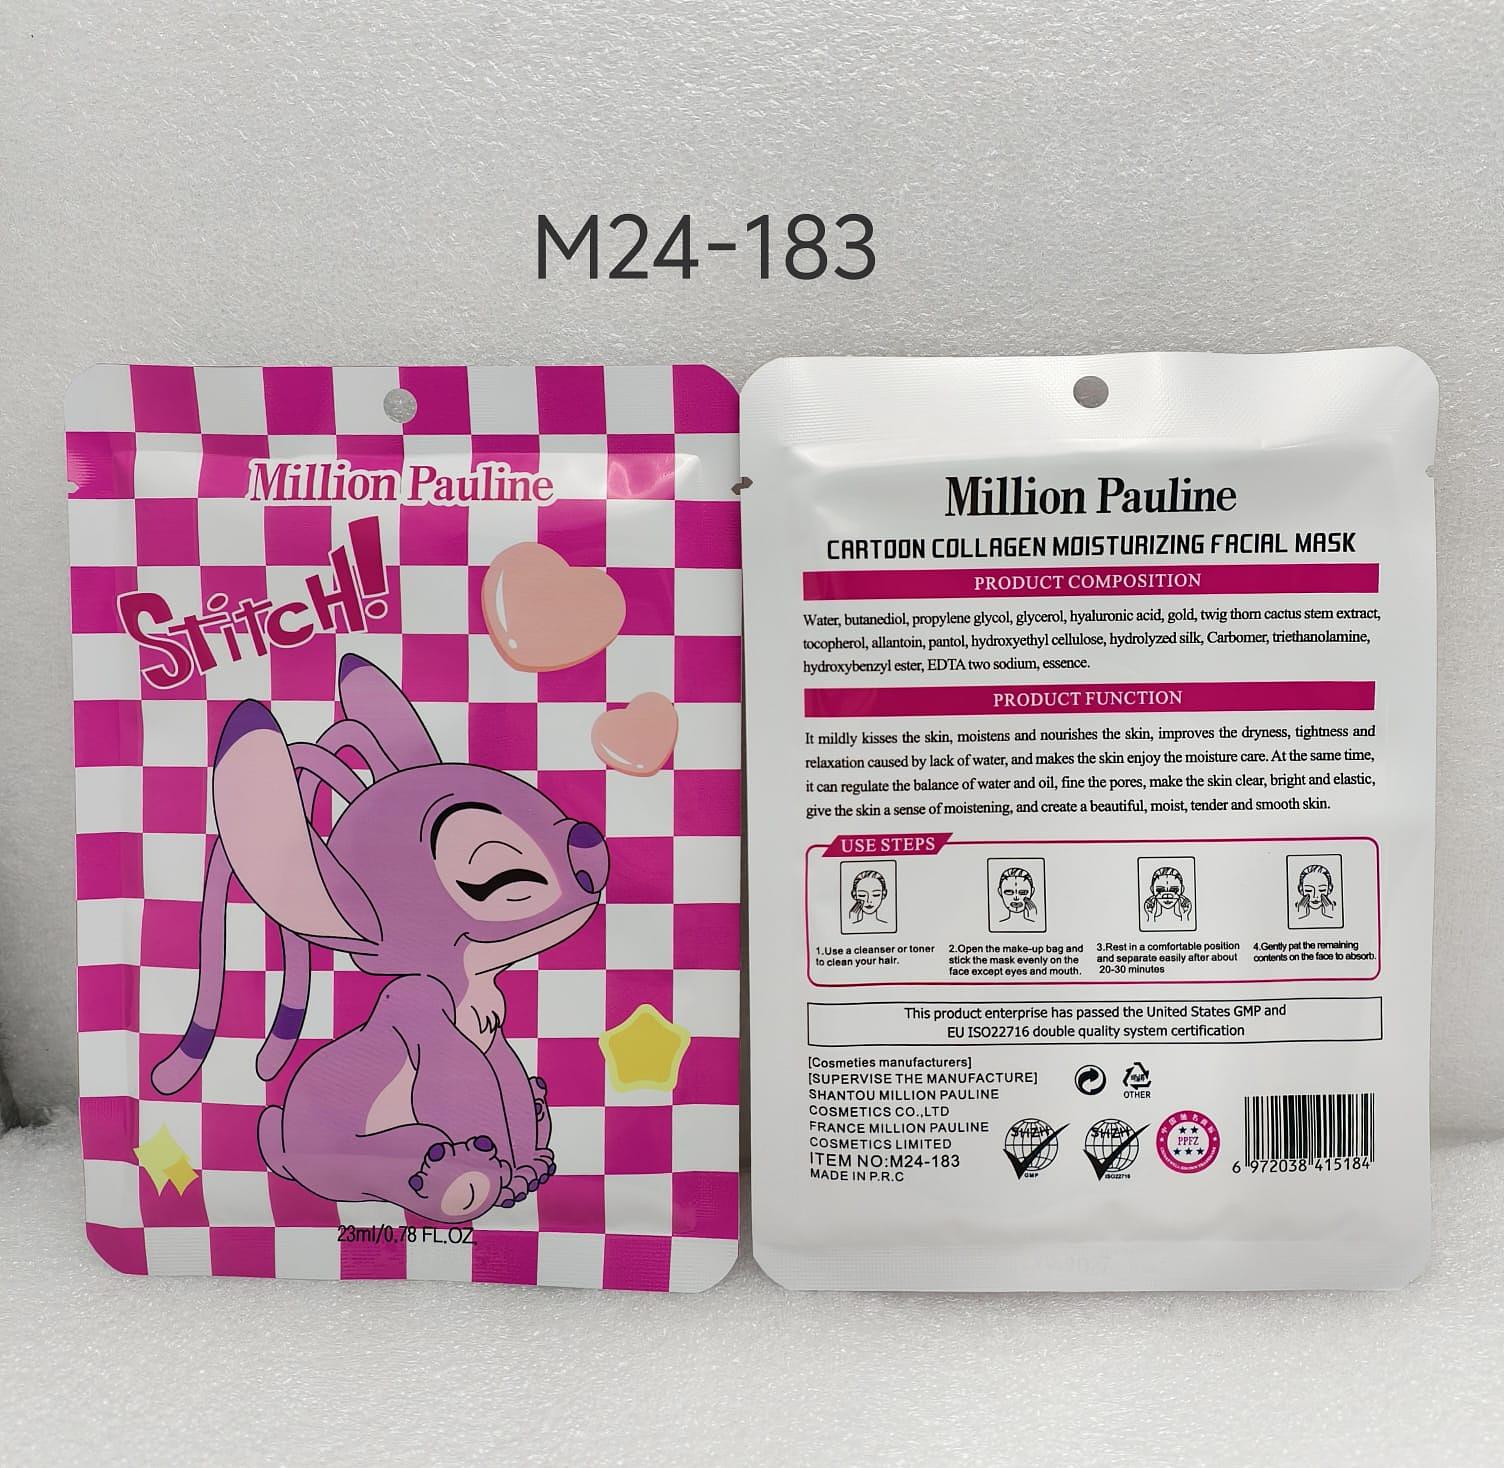 M24-183
Million Pauline
Stitch!
23ml/0.78 FL.OZ.
Million Pauline
CARTOON COLLAGEN MOISTURIZING FACIAL MASK
PRODUCT COMPOSITION
Water, butanediol, propylene glycol, glycerol, hyaluronic acid, gold, twig thorn cactus stem extract,
tocopherol, allantoin, pantol, hydroxyethyl cellulose, hydrolyzed silk, Carbomer, triethanolamine,
hydroxybenzyl ester, EDTA two sodium, essence.
PRODUCT FUNCTION
It mildly kisses the skin, moistens and nourishes the skin, improves the dryness, tightness and
relaxation caused by lack of water, and makes the skin enjoy the moisture care. At the same time,
it can regulate the balance of water and oil, fine the pores, make the skin clear, bright and elastic,
give the skin a sense of moistening, and create a beautiful, moist, tender and smooth skin.
USE STEPS
1.Use a cleanser or toner
to clean your hair.
2.Open the make-up bag and
stick the mask evenly on the
face except eyes and mouth.
3.Rest in a comfortable position
and separate easily after about
20-30 minutes
4.Gently pat the remaining
contents on the face to absorb.
This product enterprise has passed the United States GMP and
EU ISO22716 double quality system certification
[Cosmeties manufacturers]
[SUPERVISE THE MANUFACTURE]
SHANTOU MILLION PAULINE
COSMETICS CO.,LTD
FRANCE MILLION PAULINE
COSMETICS LIMITED
ITEM NO:M24-183
MADE IN P.R.C
OTHER
SHZH
GMP
SHZH
ISO22716
PPFZ
6 972038 415184